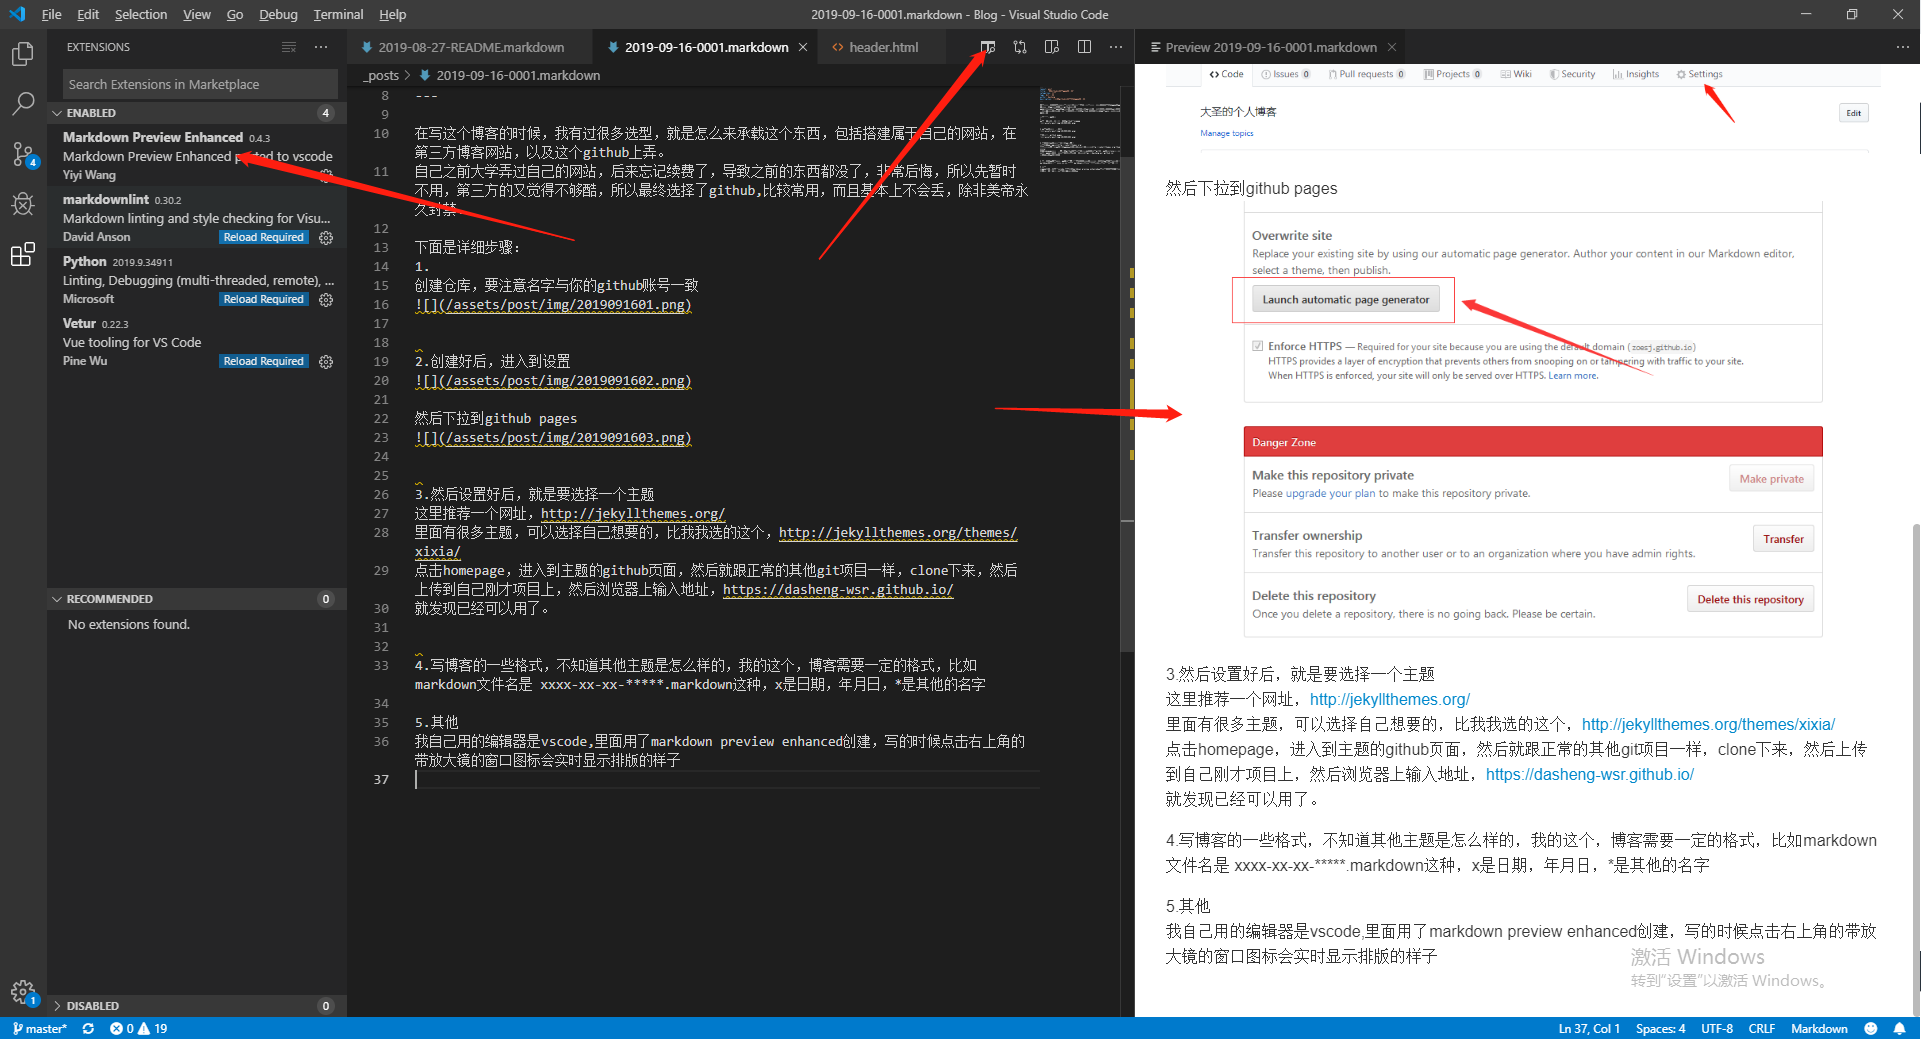 File Edit Selection View Go Debug Terminal Help
2019-09-16-0001.markdown - Blog - Visual Studio Code
EXTENSIONS
Search Extensions in Marketplace
ENABLED 4
Markdown Preview Enhanced 0.4.3
Markdown Preview Enhanced ported to vscode
Yiyi Wang
markdownlint 0.30.2
Markdown linting and style checking for Visu...
David Anson Reload Required
Python 2019.9.34911
Linting, Debugging (multi-threaded, remote), ...
Microsoft Reload Required
Vetur 0.22.3
Vue tooling for VS Code
Pine Wu Reload Required
RECOMMENDED 0
No extensions found.
DISABLED 0
4
1
2019-08-27-README.markdown 2019-09-16-0001.markdown header.html
_posts > 2019-09-16-0001.markdown
8 ---
9
10 在写这个博客的时候，我有过很多选型，就是怎么来承载这个东西，包括搭建属于自己的网站，在
第三方博客网站，以及这个github上弄。
11 自己之前大学弄过自己的网站，后来忘记续费了，导致之前的东西都没了，非常后悔，所以先暂时
不用，第三方的又觉得不够酷，所以最终选择了github,比较常用，而且基本上不会丢，除非美帝永
久封禁
12
13 下面是详细步骤：
14 1.
15 创建仓库，要注意名字与你的github账号一致
16 ![](/assets/post/img/2019091601.png)
17
18
19 2.创建好后，进入到设置
20 ![](/assets/post/img/2019091602.png)
21
22 然后下拉到github pages
23 ![](/assets/post/img/2019091603.png)
24
25
26 3.然后设置好后，就是要选择一个主题
27 这里推荐一个网址，http://jekyllthemes.org/
28 里面有很多主题，可以选择自己想要的，比我我选的这个，http://jekyllthemes.org/themes/
xixia/
29 点击homepage，进入到主题的github页面，然后就跟正常的其他git项目一样，clone下来，然后
上传到自己刚才项目上，然后浏览器上输入地址，https://dasheng-wsr.github.io/
30 就发现已经可以用了。
31
32
33 4.写博客的一些格式，不知道其他主题是怎么样的，我的这个，博客需要一定的格式，比如
markdown文件名是 xxxx-xx-xx-*****.markdown这种，x是日期，年月日，*是其他的名字
34
35 5.其他
36 我自己用的编辑器是vscode,里面用了markdown preview enhanced创建，写的时候点击右上角的
带放大镜的窗口图标会实时显示排版的样子
37
Preview 2019-09-16-0001.markdown
Code Issues 0 Pull requests 0 Projects 0 Wiki Security Insights Settings
大圣的个人博客 Edit
Manage topics
然后下拉到github pages
Overwrite site
Replace your existing site by using our automatic page generator. Author your content in our Markdown editor,
select a theme, then publish.
Launch automatic page generator
Enforce HTTPS — Required for your site because you are using the default domain (zoesj.github.io)
HTTPS provides a layer of encryption that prevents others from snooping on or tampering with traffic to your site.
When HTTPS is enforced, your site will only be served over HTTPS. Learn more.
Danger Zone
Make this repository private
Please upgrade your plan to make this repository private.
Make private
Transfer ownership
Transfer this repository to another user or to an organization where you have admin rights.
Transfer
Delete this repository
Once you delete a repository, there is no going back. Please be certain.
Delete this repository
3.然后设置好后，就是要选择一个主题
这里推荐一个网址，http://jekyllthemes.org/
里面有很多主题，可以选择自己想要的，比我我选的这个，http://jekyllthemes.org/themes/xixia/
点击homepage，进入到主题的github页面，然后就跟正常的其他git项目一样，clone下来，然后上传
到自己刚才项目上，然后浏览器上输入地址，https://dasheng-wsr.github.io/
就发现已经可以用了。
4.写博客的一些格式，不知道其他主题是怎么样的，我的这个，博客需要一定的格式，比如markdown
文件名是 xxxx-xx-xx-*****.markdown这种，x是日期，年月日，*是其他的名字
5.其他
我自己用的编辑器是vscode,里面用了markdown preview enhanced创建，写的时候点击右上角的带放
大镜的窗口图标会实时显示排版的样子
激活 Windows
转到“设置”以激活 Windows。
master* 0 19
Ln 37, Col 1 Spaces: 4 UTF-8 CRLF Markdown